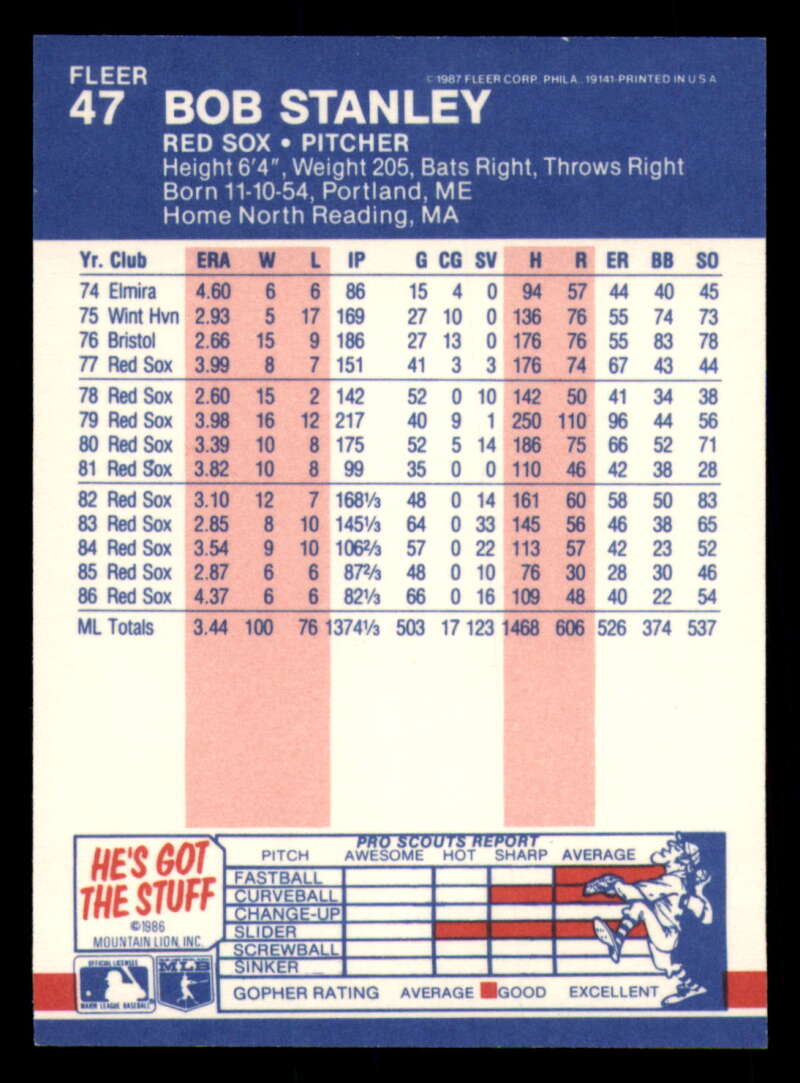 FLEER
© 1987 FLEER CORP. PHILA., 19141-PRINTED IN U S A
47 BOB STANLEY
RED SOX • PITCHER
Height 6'4", Weight 205, Bats Right, Throws Right
Born 11-10-54, Portland, ME
Home North Reading, MA
Yr. Club ERA W L IP G CG SV H R ER BB SO
74 Elmira 4.60 6 6 86 15 4 0 94 57 44 40 45
75 Wint Hvn 2.93 5 17 169 27 10 0 136 76 55 74 73
76 Bristol 2.66 15 9 186 27 13 0 176 76 55 83 78
77 Red Sox 3.99 8 7 151 41 3 3 176 74 67 43 44
78 Red Sox 2.60 15 2 142 52 0 10 142 50 41 34 38
79 Red Sox 3.98 16 12 217 40 9 1 250 110 96 44 56
80 Red Sox 3.39 10 8 175 52 5 14 186 75 66 52 71
81 Red Sox 3.82 10 8 99 35 0 0 110 46 42 38 28
82 Red Sox 3.10 12 7 168⅓ 48 0 14 161 60 58 50 83
83 Red Sox 2.85 8 10 145⅓ 64 0 33 145 56 46 38 65
84 Red Sox 3.54 9 10 106⅔ 57 0 22 113 57 42 23 52
85 Red Sox 2.87 6 6 87⅔ 48 0 10 76 30 28 30 46
86 Red Sox 4.37 6 6 82⅓ 66 0 16 109 48 40 22 54
ML Totals 3.44 100 76 1374⅓ 503 17 123 1468 606 526 374 537
HE'S GOT
THE STUFF
©1986
MOUNTAIN LION, INC.
PRO SCOUTS REPORT
PITCH AWESOME HOT SHARP AVERAGE
FASTBALL
CURVEBALL
CHANGE-UP
SLIDER
SCREWBALL
SINKER
GOPHER RATING AVERAGE GOOD EXCELLENT
OFFICIAL LICENSEE
MAJOR LEAGUE BASEBALL
MLB